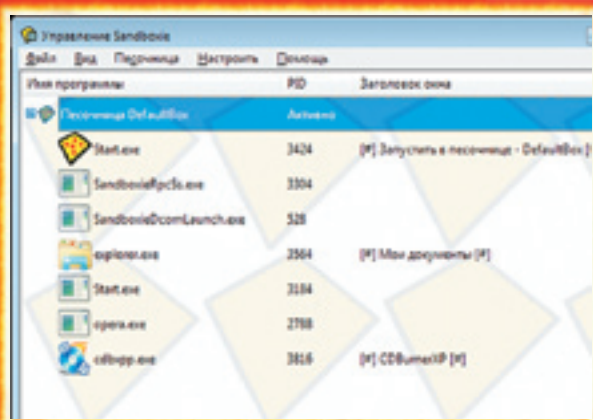 Управление Sandboxie
Файл Вид Песочница Настроить Помощь
Имя программы PID Заголовок окна
Песочница DefaultBox Активно
Start.exe 3424 [#] Запустить в песочнице - DefaultBox [
SandboxieRpcSs.exe 3304
SandboxieDcomLaunch.exe 528
explorer.exe 2564 [#] Мои документы [#]
Start.exe 3184
opera.exe 2788
cdbxpp.exe 3816 [#] CDBurnerXP [#]